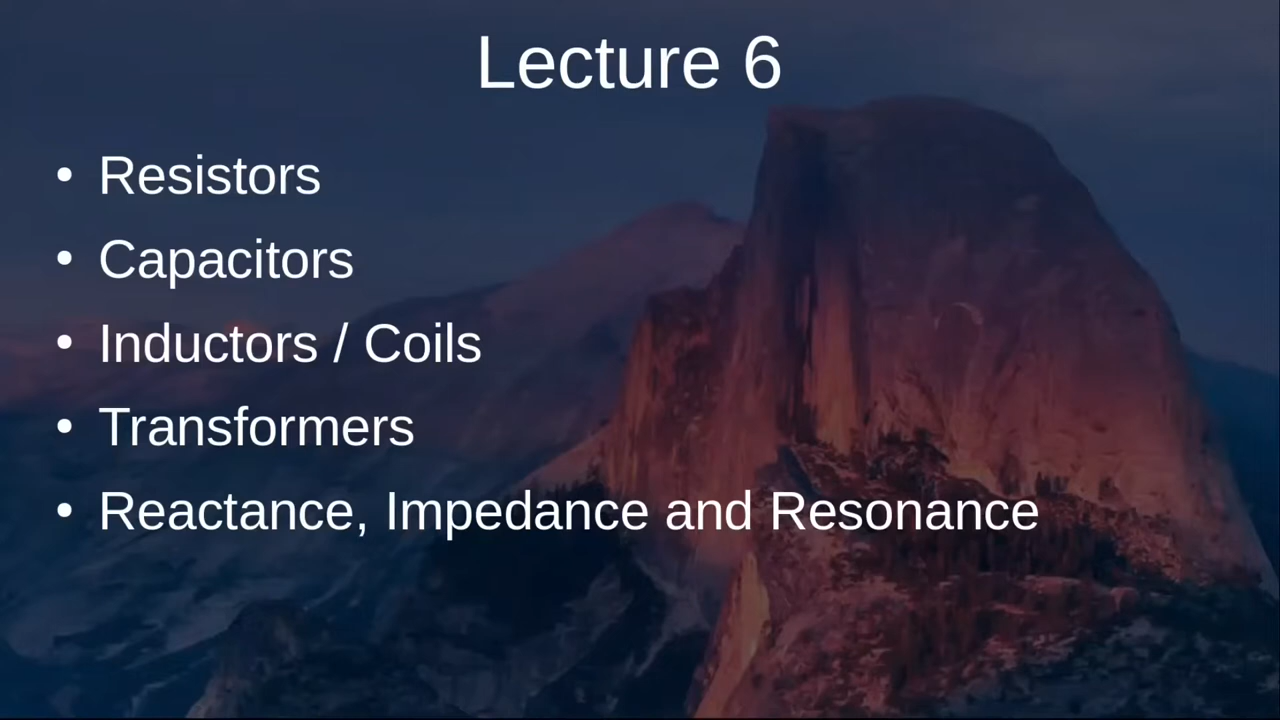 Lecture 6
• Resistors
• Capacitors
• Inductors / Coils
• Transformers
• Reactance, Impedance and Resonance